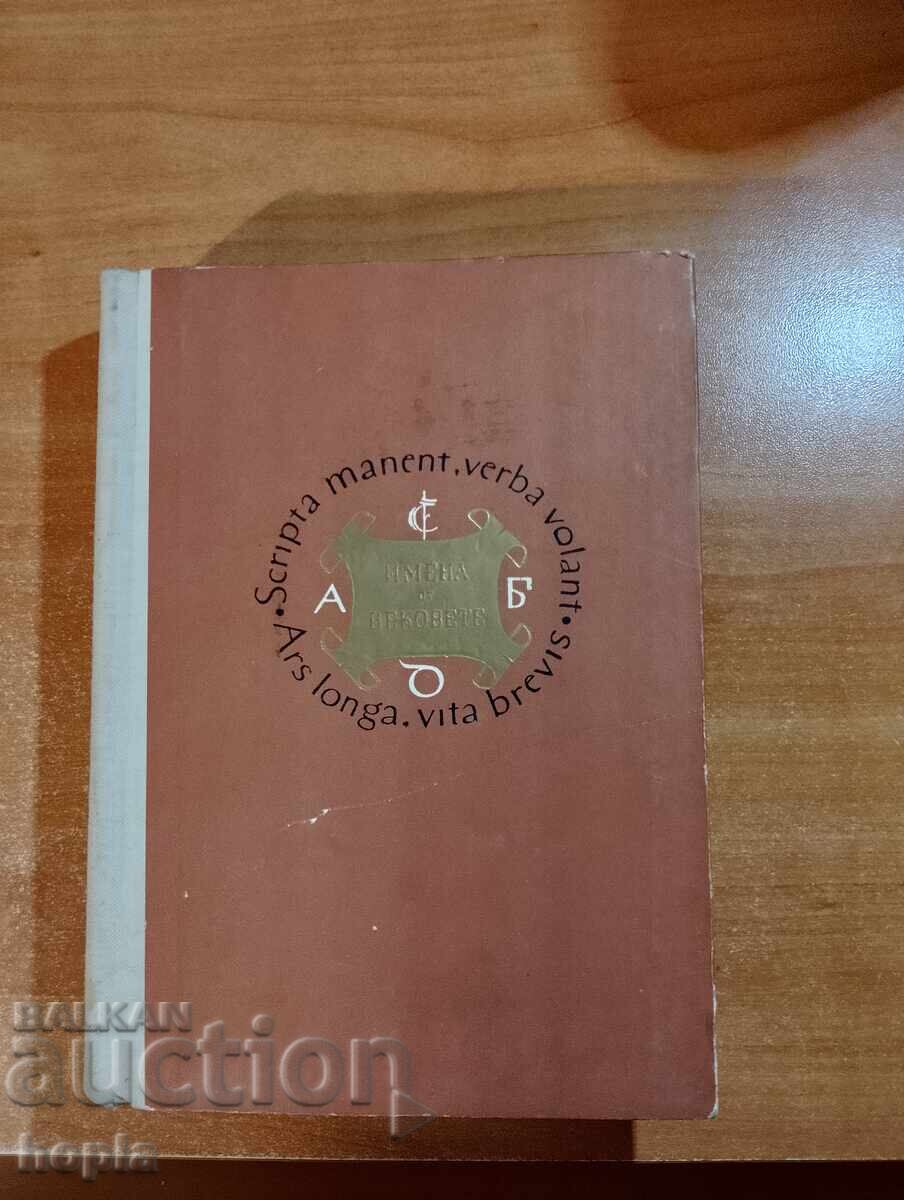 • Scripta manent, verba volant •
Ars longa, vita brevis
ИМЕНА
от
ВЕКОВЕТЕ
А
Б
BALKAN
auction
hopla